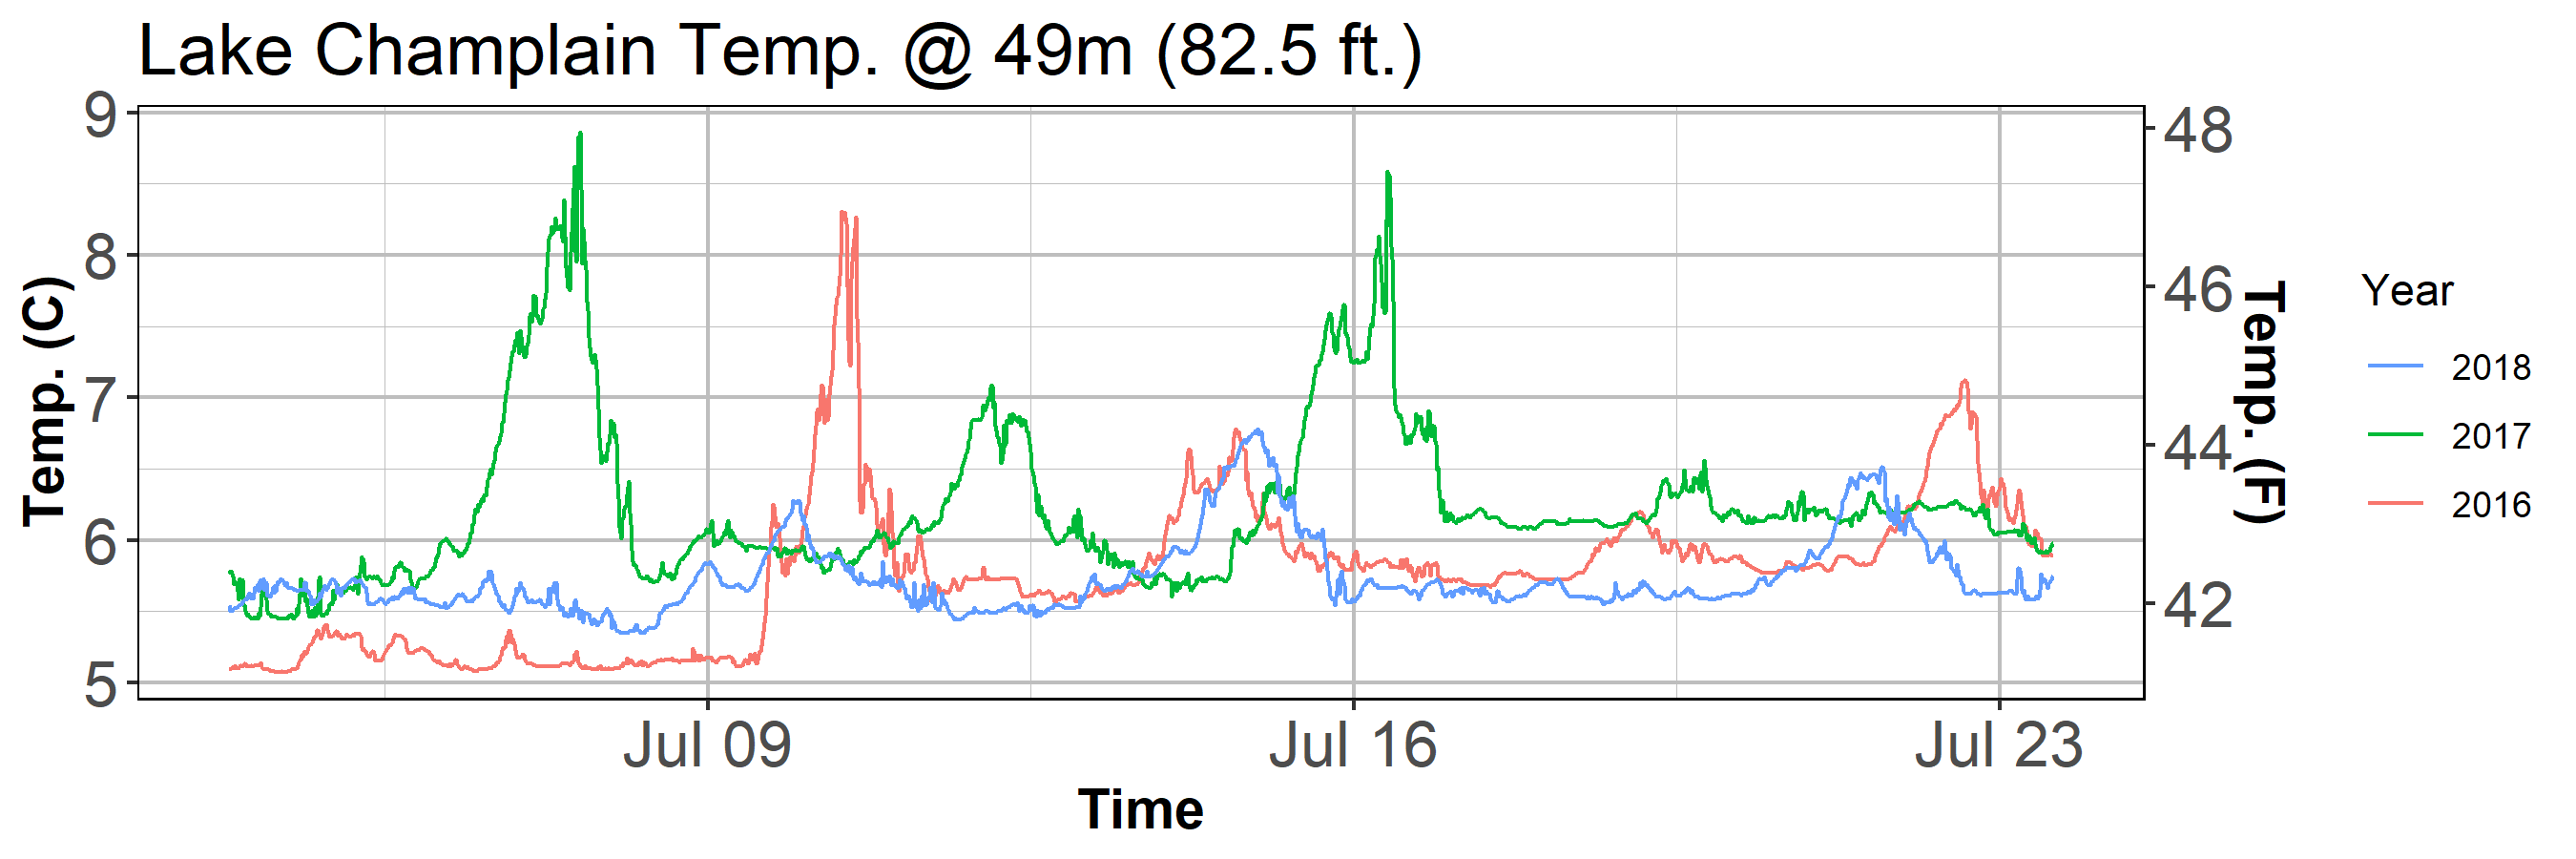 Lake Champlain Temp. @ 49m (82.5 ft.)
9
8
7
6
5
Temp. (C)
48
46
44
42
Temp. (F)
Jul 09
Jul 16
Jul 23
Time
Year
2018
2017
2016